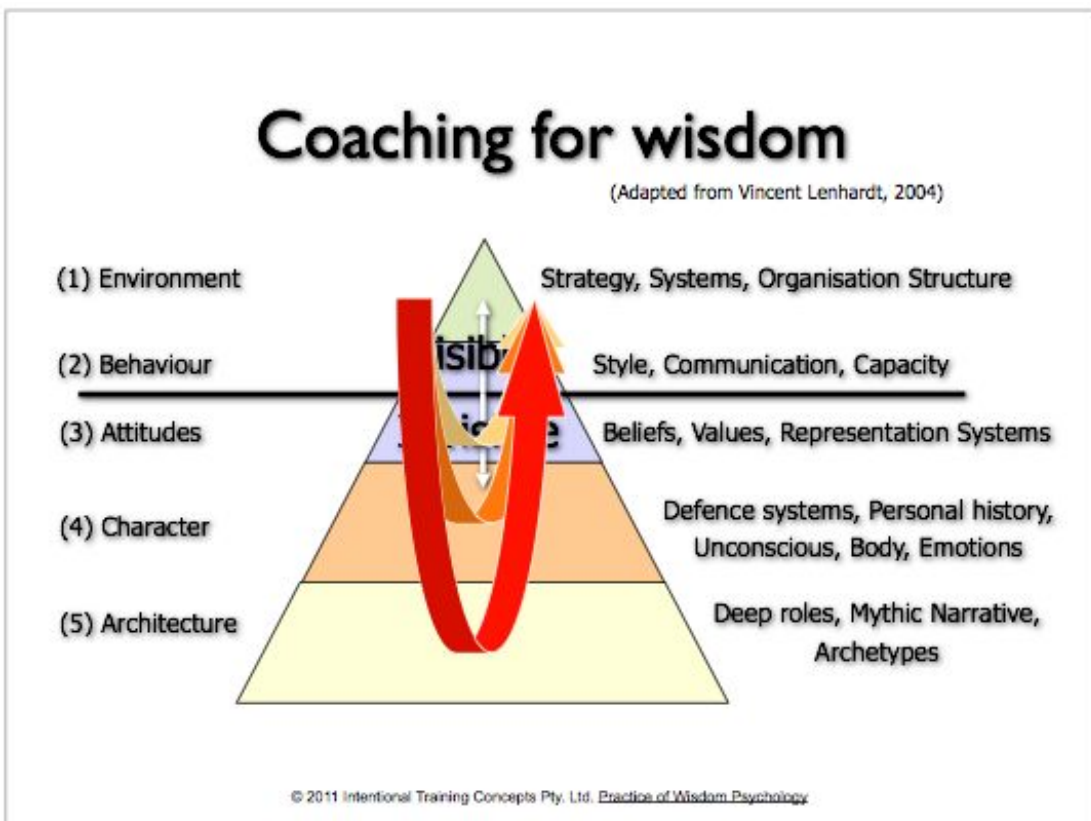 Coaching for wisdom
(Adapted from Vincent Lenhardt, 2004)
(1) Environment
Strategy, Systems, Organisation Structure
(2) Behaviour
Style, Communication, Capacity
(3) Attitudes
Beliefs, Values, Representation Systems
(4) Character
Defence systems, Personal history,
Unconscious, Body, Emotions
(5) Architecture
Deep roles, Mythic Narrative,
Archetypes
© 2011 Intentional Training Concepts Pty. Ltd. Practice of Wisdom Psychology